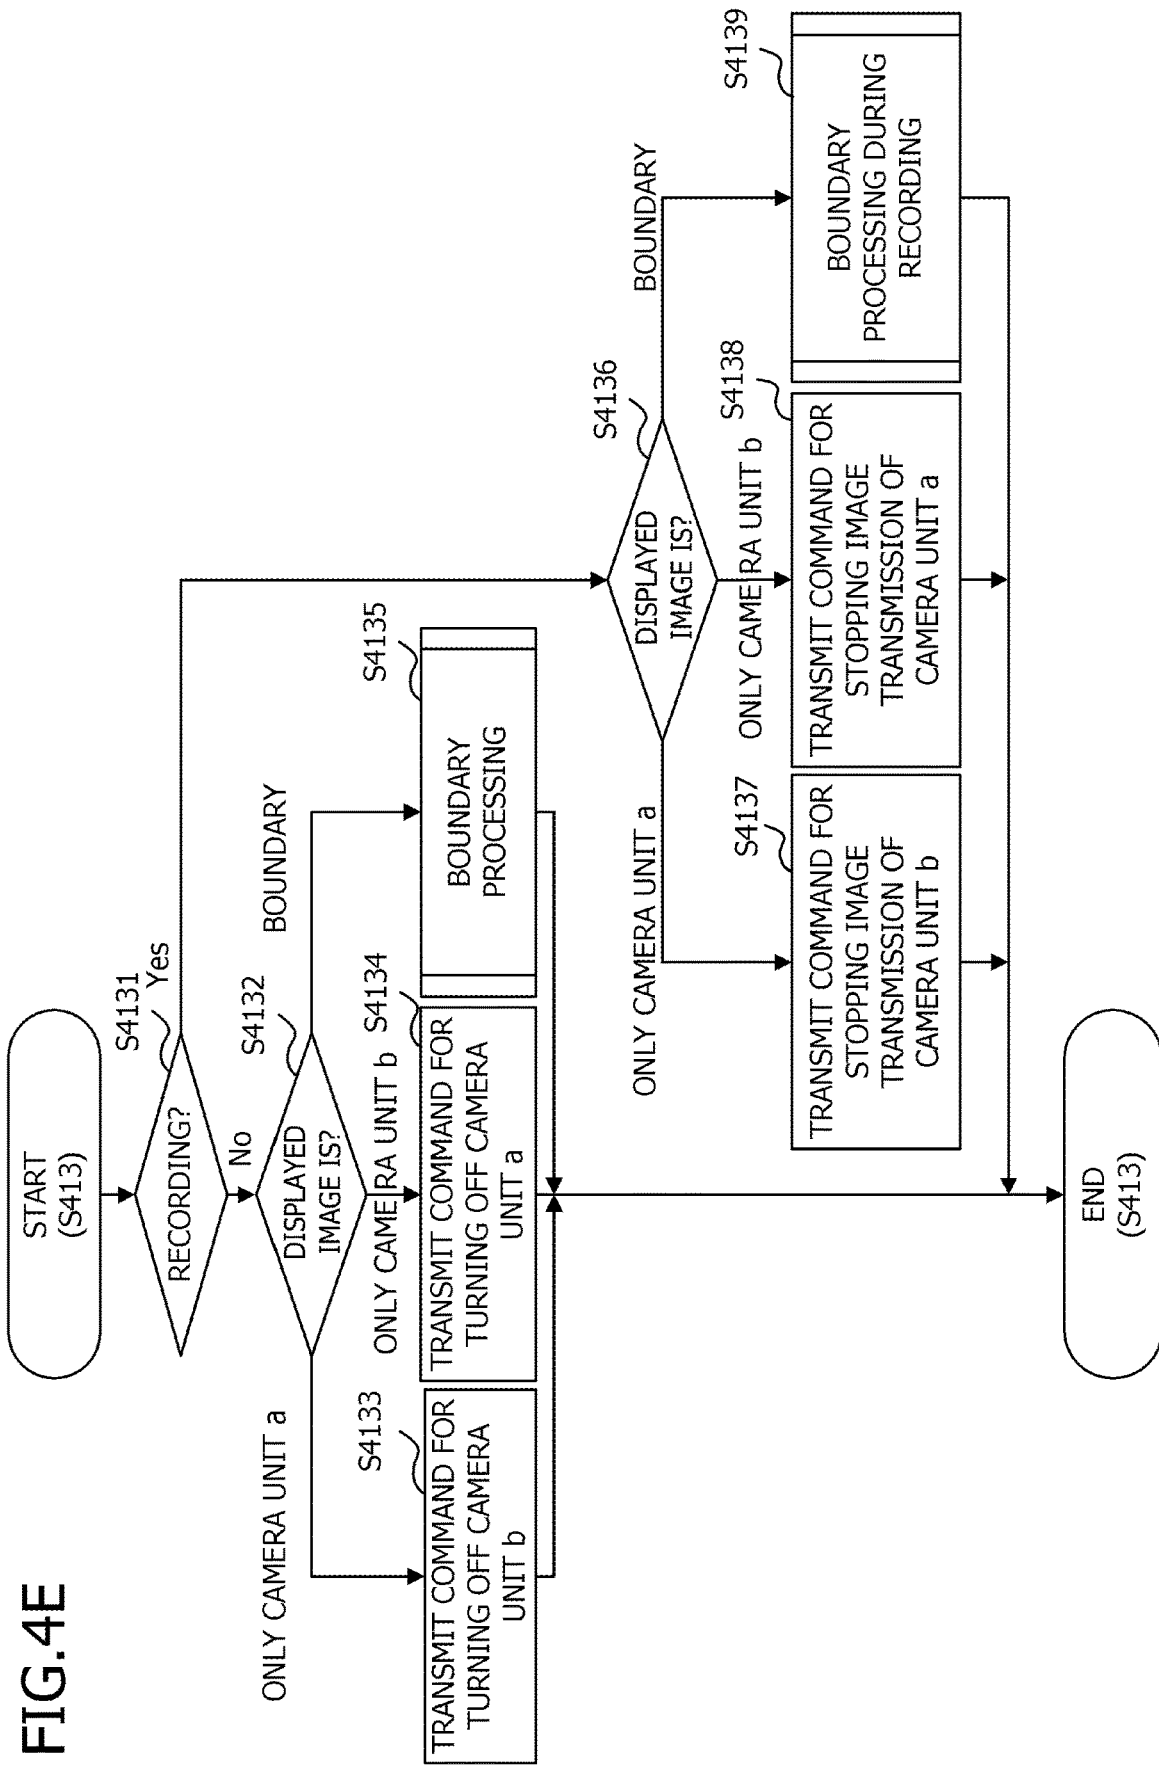 FIG.4E
START
(S413)
S4131
RECORDING?
Yes
No
S4132
DISPLAYED
IMAGE IS?
ONLY CAMERA UNIT a
ONLY CAMERA UNIT b
BOUNDARY
S4133
TRANSMIT COMMAND FOR
TURNING OFF CAMERA
UNIT b
S4134
TRANSMIT COMMAND FOR
TURNING OFF CAMERA
UNIT a
S4135
BOUNDARY
PROCESSING
S4136
DISPLAYED
IMAGE IS?
ONLY CAMERA UNIT a
ONLY CAMERA UNIT b
BOUNDARY
S4137
TRANSMIT COMMAND FOR
STOPPING IMAGE
TRANSMISSION OF
CAMERA UNIT b
S4138
TRANSMIT COMMAND FOR
STOPPING IMAGE
TRANSMISSION OF
CAMERA UNIT a
S4139
BOUNDARY
PROCESSING DURING
RECORDING
END
(S413)